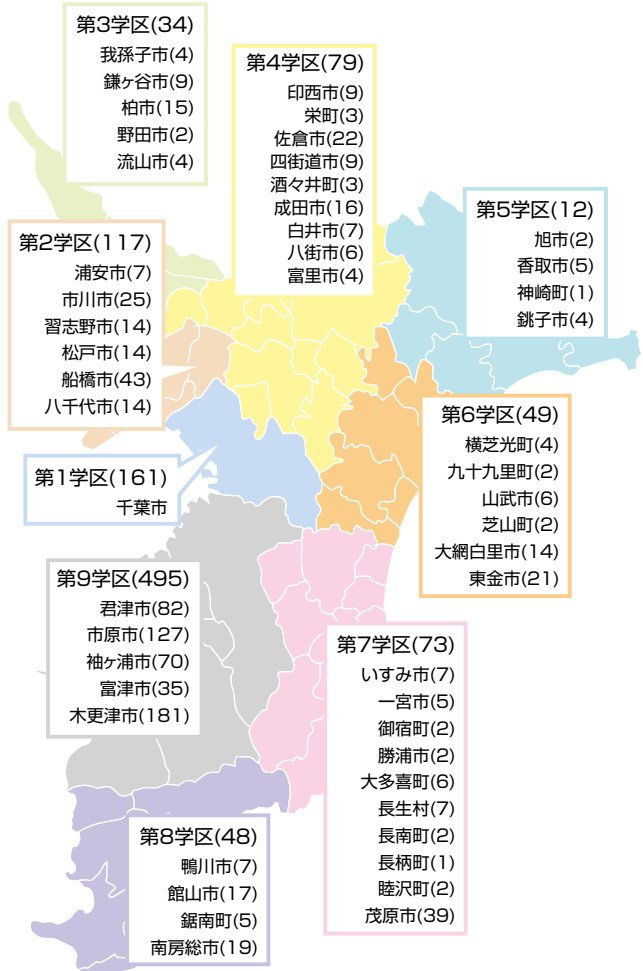 第3学区(34)
我孫子市(4)
鎌ヶ谷市(9)
柏市(15)
野田市(2)
流山市(4)
第4学区(79)
印西市(9)
栄町(3)
佐倉市(22)
四街道市(9)
酒々井町(3)
成田市(16)
白井市(7)
八街市(6)
富里市(4)
第5学区(12)
旭市(2)
香取市(5)
神崎町(1)
銚子市(4)
第2学区(117)
浦安市(7)
市川市(25)
習志野市(14)
松戸市(14)
船橋市(43)
八千代市(14)
第6学区(49)
横芝光町(4)
九十九里町(2)
山武市(6)
芝山町(2)
大網白里市(14)
東金市(21)
第1学区(161)
千葉市
第9学区(495)
君津市(82)
市原市(127)
袖ヶ浦市(70)
富津市(35)
木更津市(181)
第7学区(73)
いすみ市(7)
一宮市(5)
御宿町(2)
勝浦市(2)
大多喜町(6)
長生村(7)
長南町(2)
長柄町(1)
睦沢町(2)
茂原市(39)
第8学区(48)
鴨川市(7)
館山市(17)
鋸南町(5)
南房総市(19)